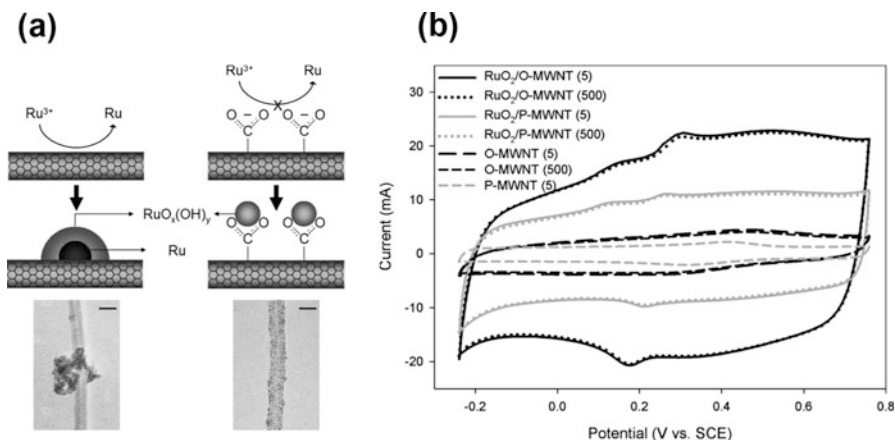 (a)
Ru³⁺ Ru
Ru³⁺ Ru
X
O − O O − O
C C
RuOₓ(OH)ᵧ
O O O O
C C
Ru
(b)
RuO₂/O-MWNT (5)
RuO₂/O-MWNT (500)
RuO₂/P-MWNT (5)
RuO₂/P-MWNT (500)
O-MWNT (5)
O-MWNT (500)
P-MWNT (5)
Current (mA)
30
20
10
0
-10
-20
-0.2 0.0 0.2 0.4 0.6 0.8
Potential (V vs. SCE)